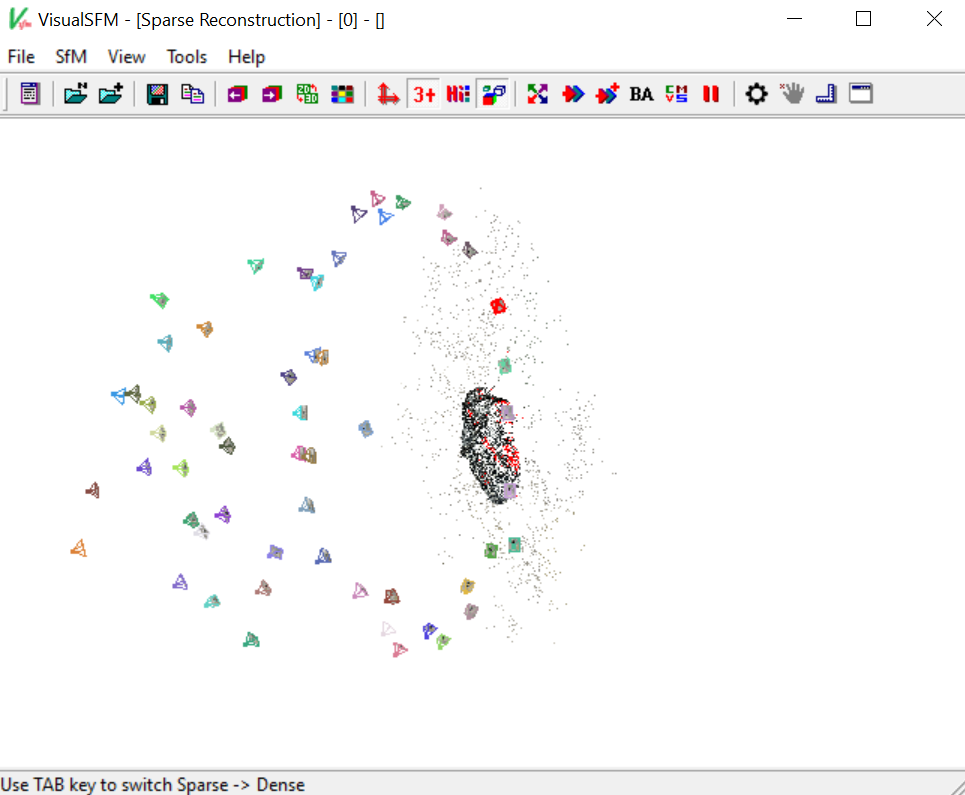 VisualSFM - [Sparse Reconstruction] - [0] - []
File SfM View Tools Help
3+ BA
Use TAB key to switch Sparse -> Dense